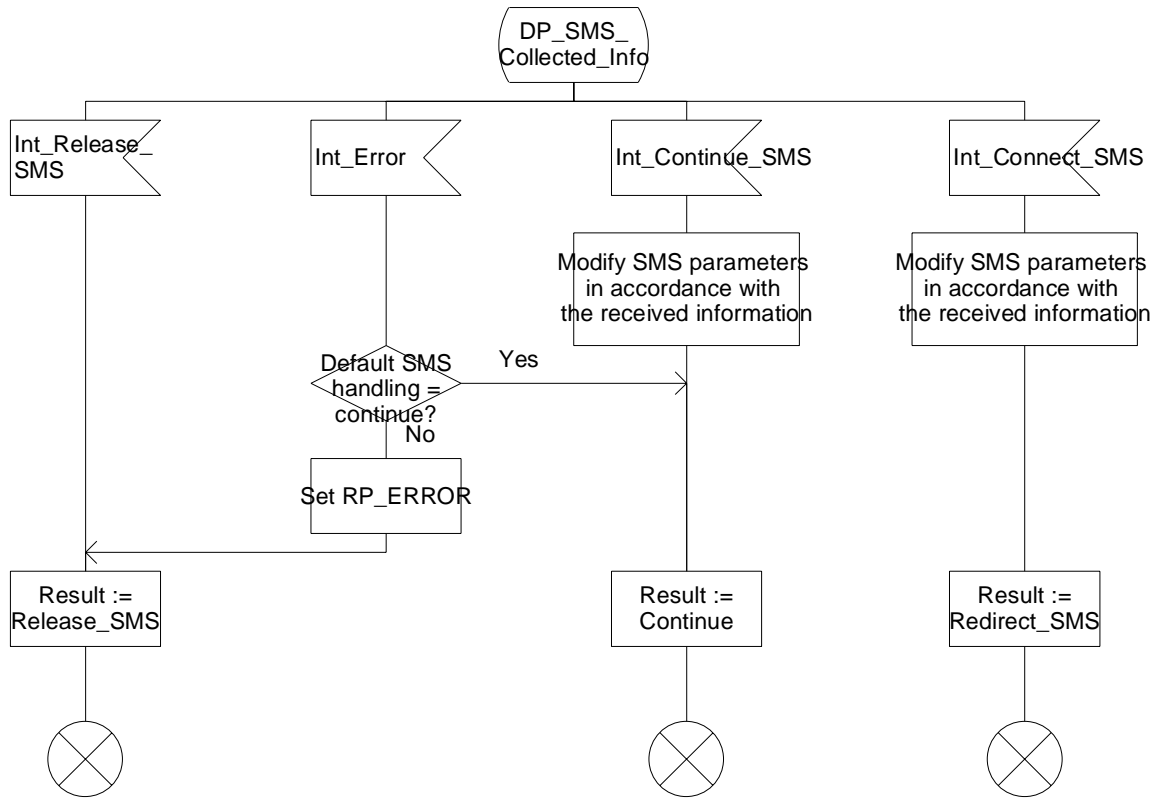 DP_SMS_
Collected_Info
Int_Release_
SMS
Int_Error
Int_Continue_SMS
Int_Connect_SMS
Modify SMS parameters
in accordance with
the received information
Modify SMS parameters
in accordance with
the received information
Default SMS
handling =
continue?
Yes
No
Set RP_ERROR
Result :=
Release_SMS
Result :=
Continue
Result :=
Redirect_SMS